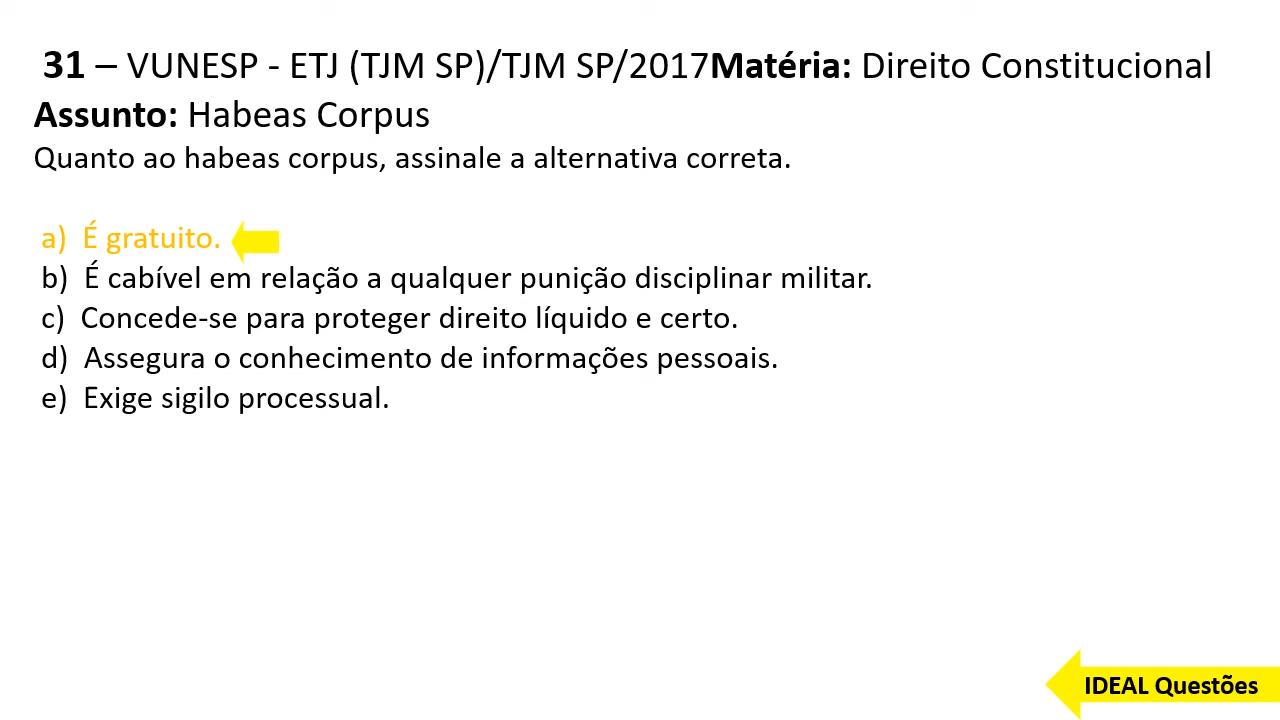 31 – VUNESP - ETJ (TJM SP)/TJM SP/2017Matéria: Direito Constitucional
Assunto: Habeas Corpus
Quanto ao habeas corpus, assinale a alternativa correta.
a) É gratuito.
b) É cabível em relação a qualquer punição disciplinar militar.
c) Concede-se para proteger direito líquido e certo.
d) Assegura o conhecimento de informações pessoais.
e) Exige sigilo processual.
IDEAL Questões